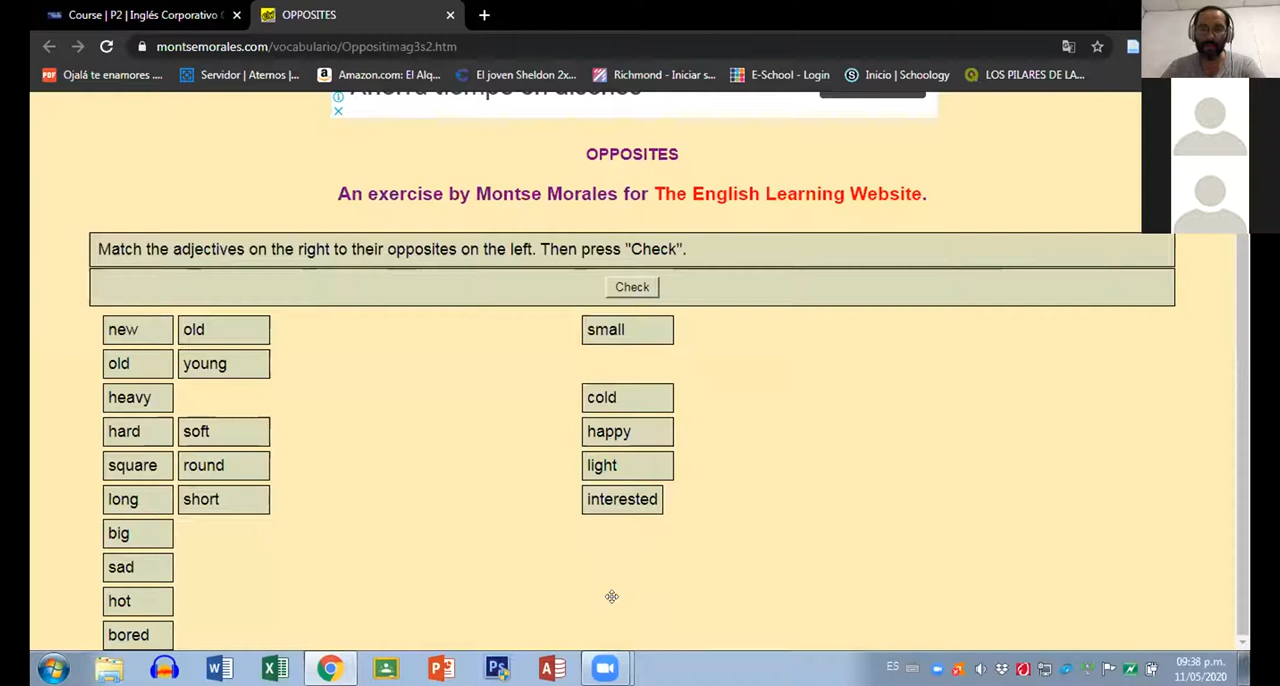 Course | P2 | Inglés Corporativo
OPPOSITES
montsemorales.com/vocabulario/Oppositimag3s2.htm
Ojalá te enamores ....
Servidor | Aternos |...
Amazon.com: El Alq...
El joven Sheldon 2x...
Richmond - Iniciar s...
E-School - Login
Inicio | Schoology
LOS PILARES DE LA...
OPPOSITES
An exercise by Montse Morales for The English Learning Website.
Match the adjectives on the right to their opposites on the left. Then press "Check".
Check
new old small
old young
heavy cold
hard soft happy
square round light
long short interested
big
sad
hot
bored
ES
09:38 p.m.
11/05/2020